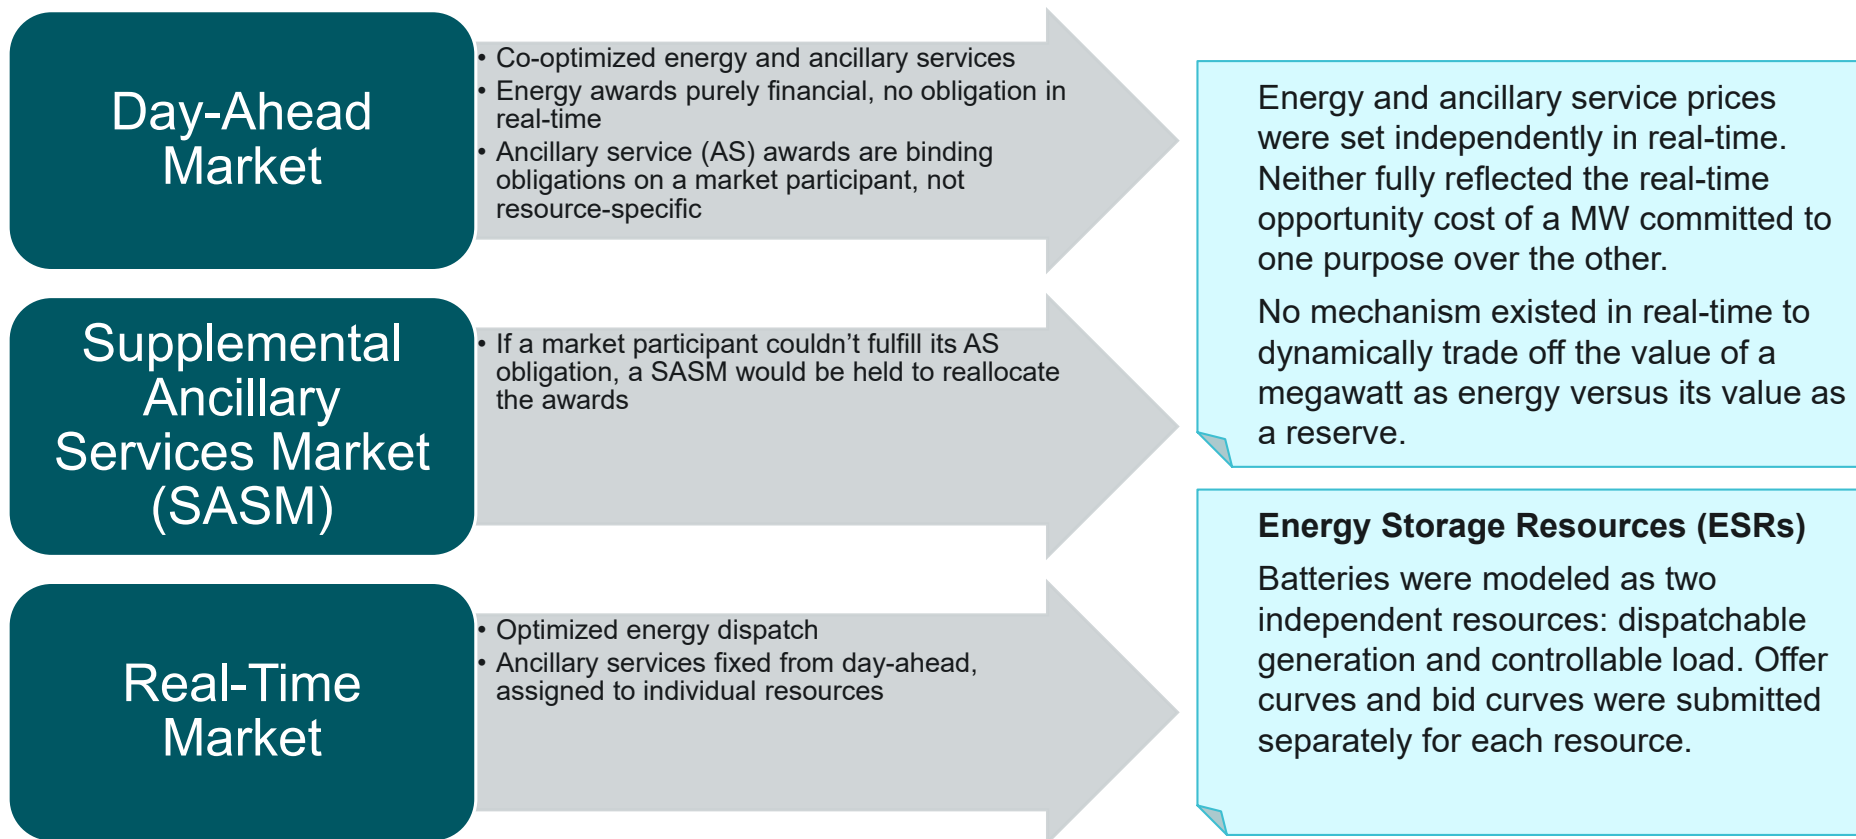 Day-Ahead
Market
• Co-optimized energy and ancillary services
• Energy awards purely financial, no obligation in
real-time
• Ancillary service (AS) awards are binding
obligations on a market participant, not
resource-specific
Supplemental
Ancillary
Services Market
(SASM)
• If a market participant couldn’t fulfill its AS
obligation, a SASM would be held to reallocate
the awards
Real-Time
Market
• Optimized energy dispatch
• Ancillary services fixed from day-ahead,
assigned to individual resources
Energy and ancillary service prices
were set independently in real-time.
Neither fully reflected the real-time
opportunity cost of a MW committed to
one purpose over the other.
No mechanism existed in real-time to
dynamically trade off the value of a
megawatt as energy versus its value as
a reserve.
Energy Storage Resources (ESRs)
Batteries were modeled as two
independent resources: dispatchable
generation and controllable load. Offer
curves and bid curves were submitted
separately for each resource.